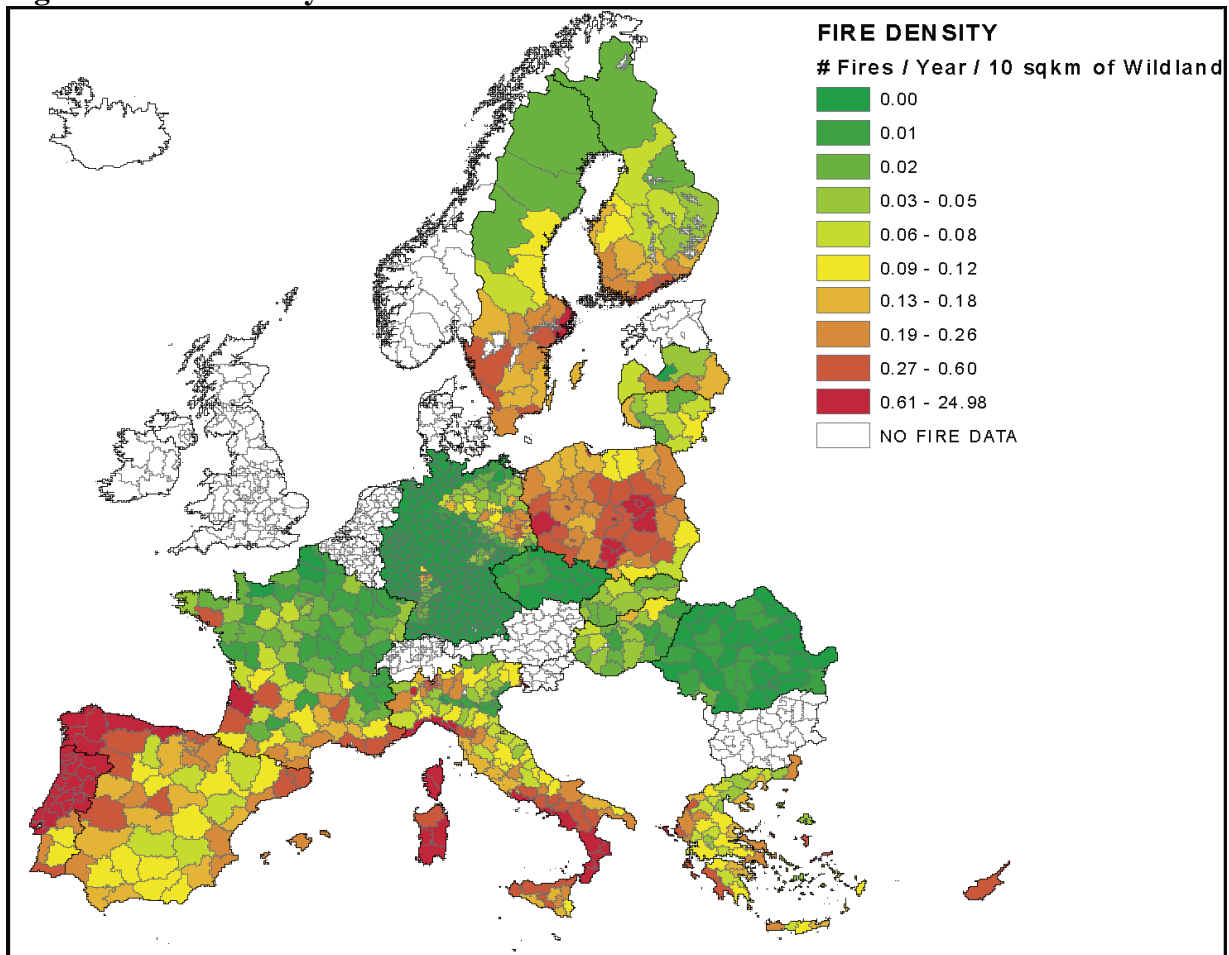 FIRE DENSITY
# Fires / Year / 10 sqkm of Wildland
0.00
0.01
0.02
0.03 - 0.05
0.06 - 0.08
0.09 - 0.12
0.13 - 0.18
0.19 - 0.26
0.27 - 0.60
0.61 - 24.98
NO FIRE DATA